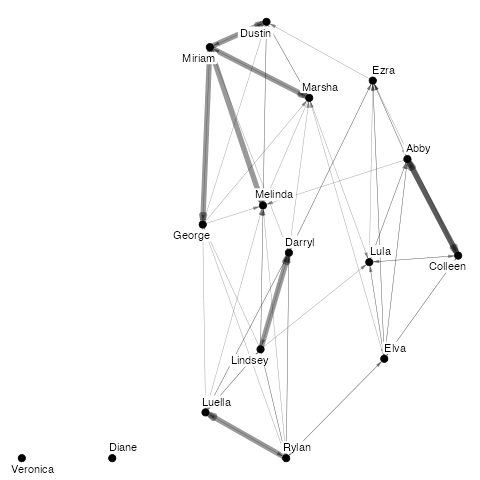 Dustin
Miriam
Ezra
Marsha
Abby
Melinda
George
Darryl
Lula
Colleen
Elva
Lindsey
Luella
Diane
Rylan
Veronica